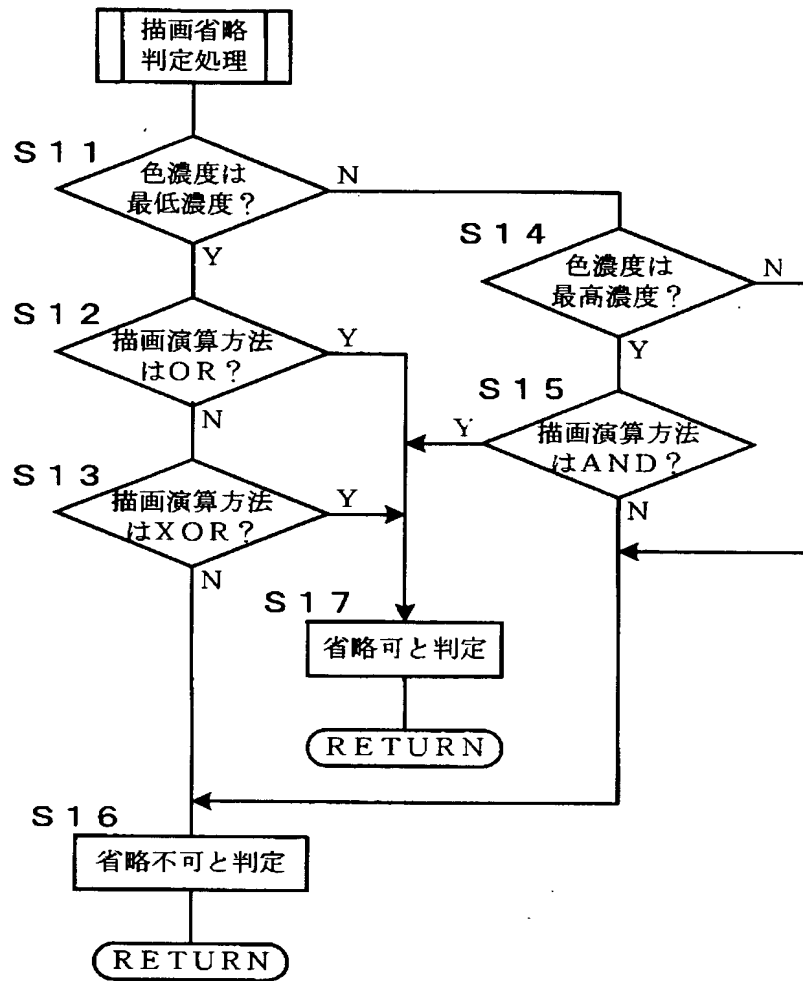 描画省略
判定処理
S11
色濃度は
最低濃度?
N
Y
S14
色濃度は
最高濃度?
N
Y
S12
描画演算方法
はOR?
Y
N
S15
描画演算方法
はAND?
Y
N
S13
描画演算方法
はXOR?
Y
N
S17
省略可と判定
RETURN
S16
省略不可と判定
RETURN